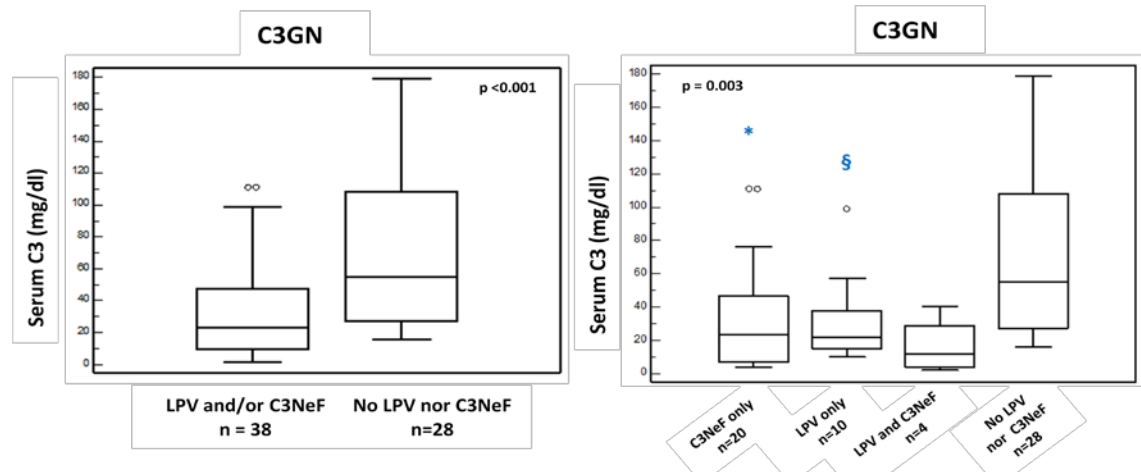 C3GN
Serum C3 (mg/dl)
180
160
140
120
100
80
60
40
20
0
p <0.001
LPV and/or C3NeF
n = 38
No LPV nor C3NeF
n=28
C3GN
Serum C3 (mg/dl)
180
160
140
120
100
80
60
40
20
0
p = 0.003
*
§
C3NeF only
n=20
LPV only
n=10
LPV and C3NeF
n=4
No LPV
nor C3NeF
n=28